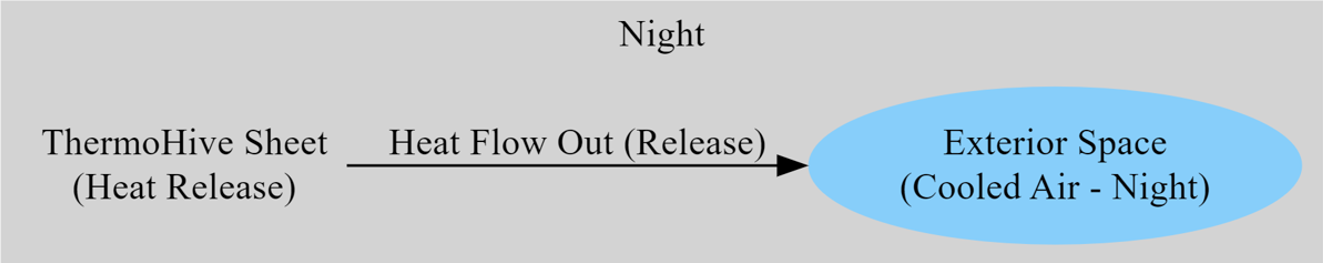 Night
ThermoHive Sheet
(Heat Release)
Heat Flow Out (Release)
Exterior Space
(Cooled Air - Night)